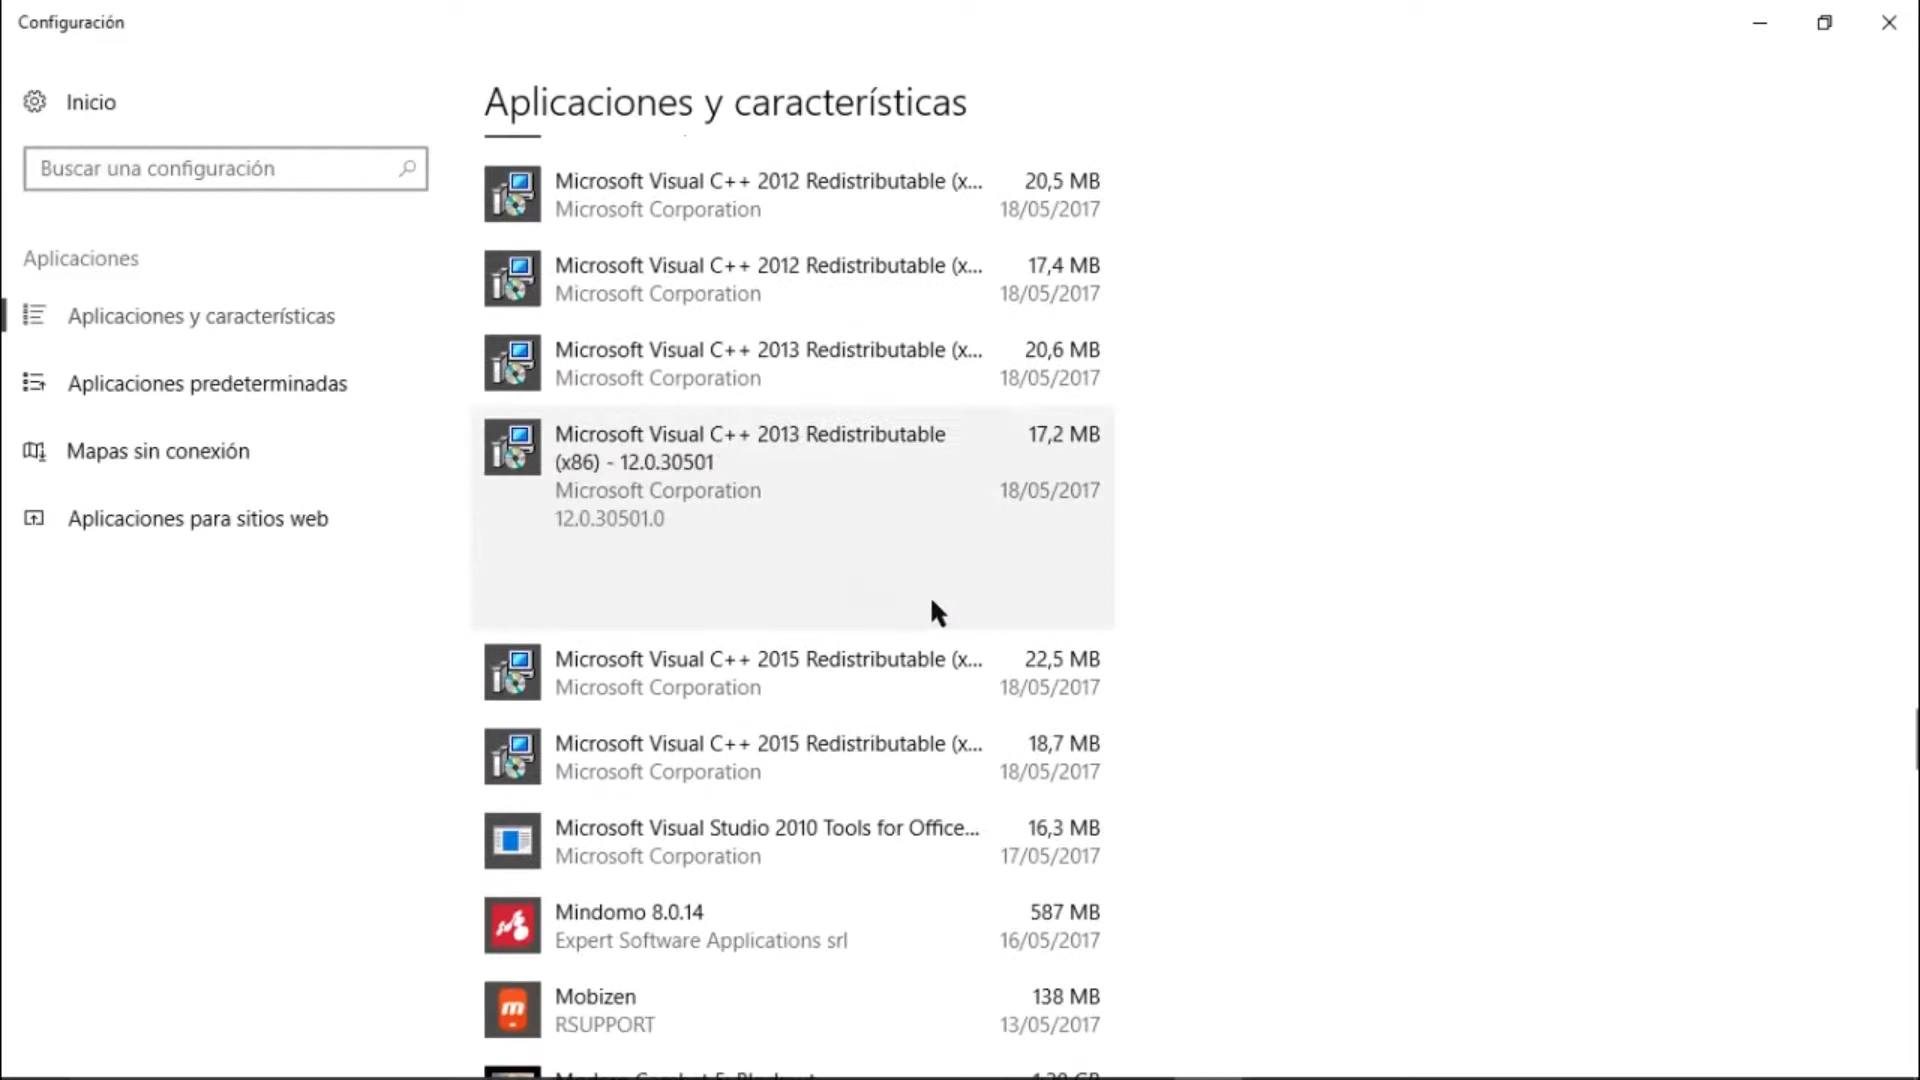 Configuración
Inicio
Buscar una configuración
Aplicaciones
Aplicaciones y características
Aplicaciones predeterminadas
Mapas sin conexión
Aplicaciones para sitios web
Aplicaciones y características
Microsoft Visual C++ 2012 Redistributable (x... 20,5 MB
Microsoft Corporation 18/05/2017
Microsoft Visual C++ 2012 Redistributable (x... 17,4 MB
Microsoft Corporation 18/05/2017
Microsoft Visual C++ 2013 Redistributable (x... 20,6 MB
Microsoft Corporation 18/05/2017
Microsoft Visual C++ 2013 Redistributable 17,2 MB
(x86) - 12.0.30501
Microsoft Corporation 18/05/2017
12.0.30501.0
Microsoft Visual C++ 2015 Redistributable (x... 22,5 MB
Microsoft Corporation 18/05/2017
Microsoft Visual C++ 2015 Redistributable (x... 18,7 MB
Microsoft Corporation 18/05/2017
Microsoft Visual Studio 2010 Tools for Office... 16,3 MB
Microsoft Corporation 17/05/2017
Mindomo 8.0.14 587 MB
Expert Software Applications srl 16/05/2017
Mobizen 138 MB
RSUPPORT 13/05/2017